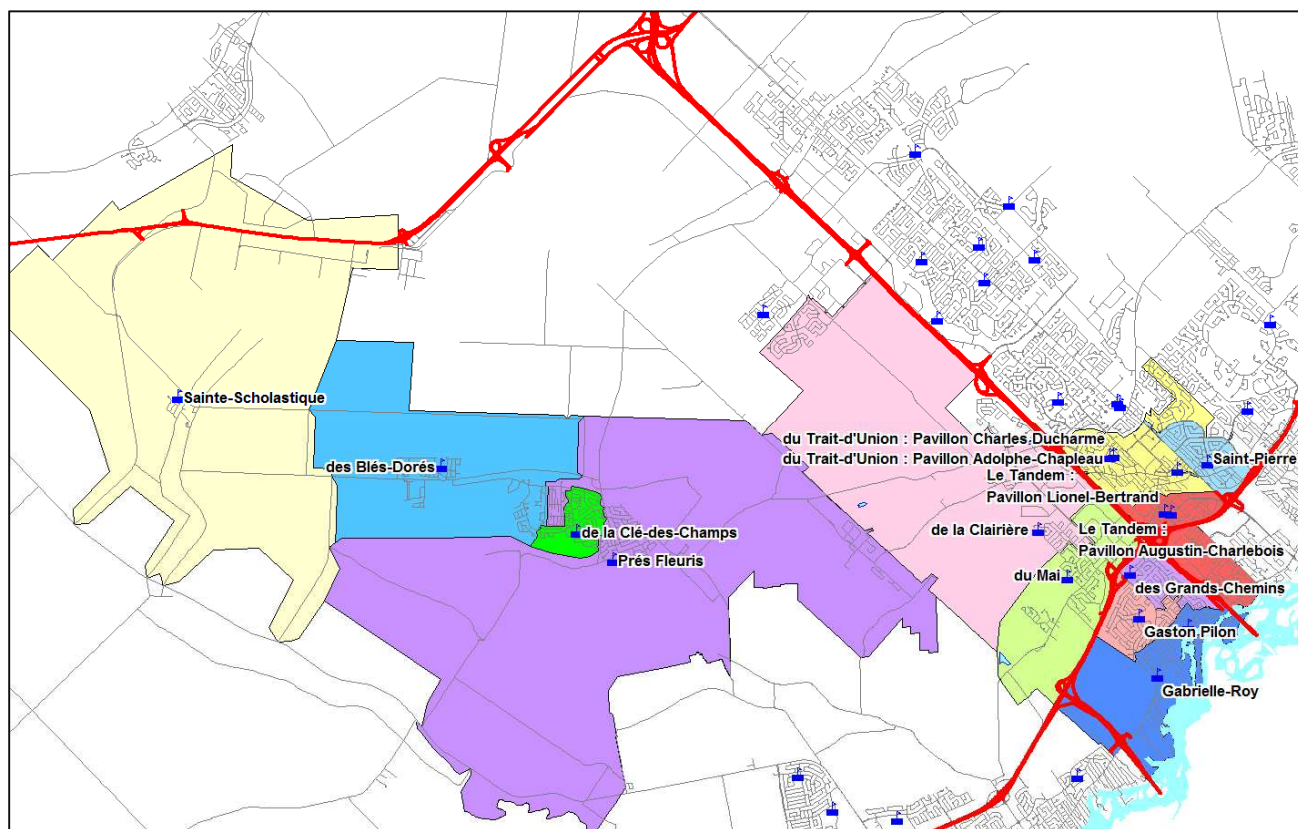 Sainte-Scholastique
des Blés-Dorés
de la Clé-des-Champs
Prés Fleuris
du Trait-d'Union : Pavillon Charles Ducharme
du Trait-d'Union : Pavillon Adolphe-Chapleau
Saint-Pierre
Le Tandem :
Pavillon Lionel-Bertrand
de la Clairière
Le Tandem :
Pavillon Augustin-Charlebois
du Mai
des Grands-Chemins
Gaston Pilon
Gabrielle-Roy